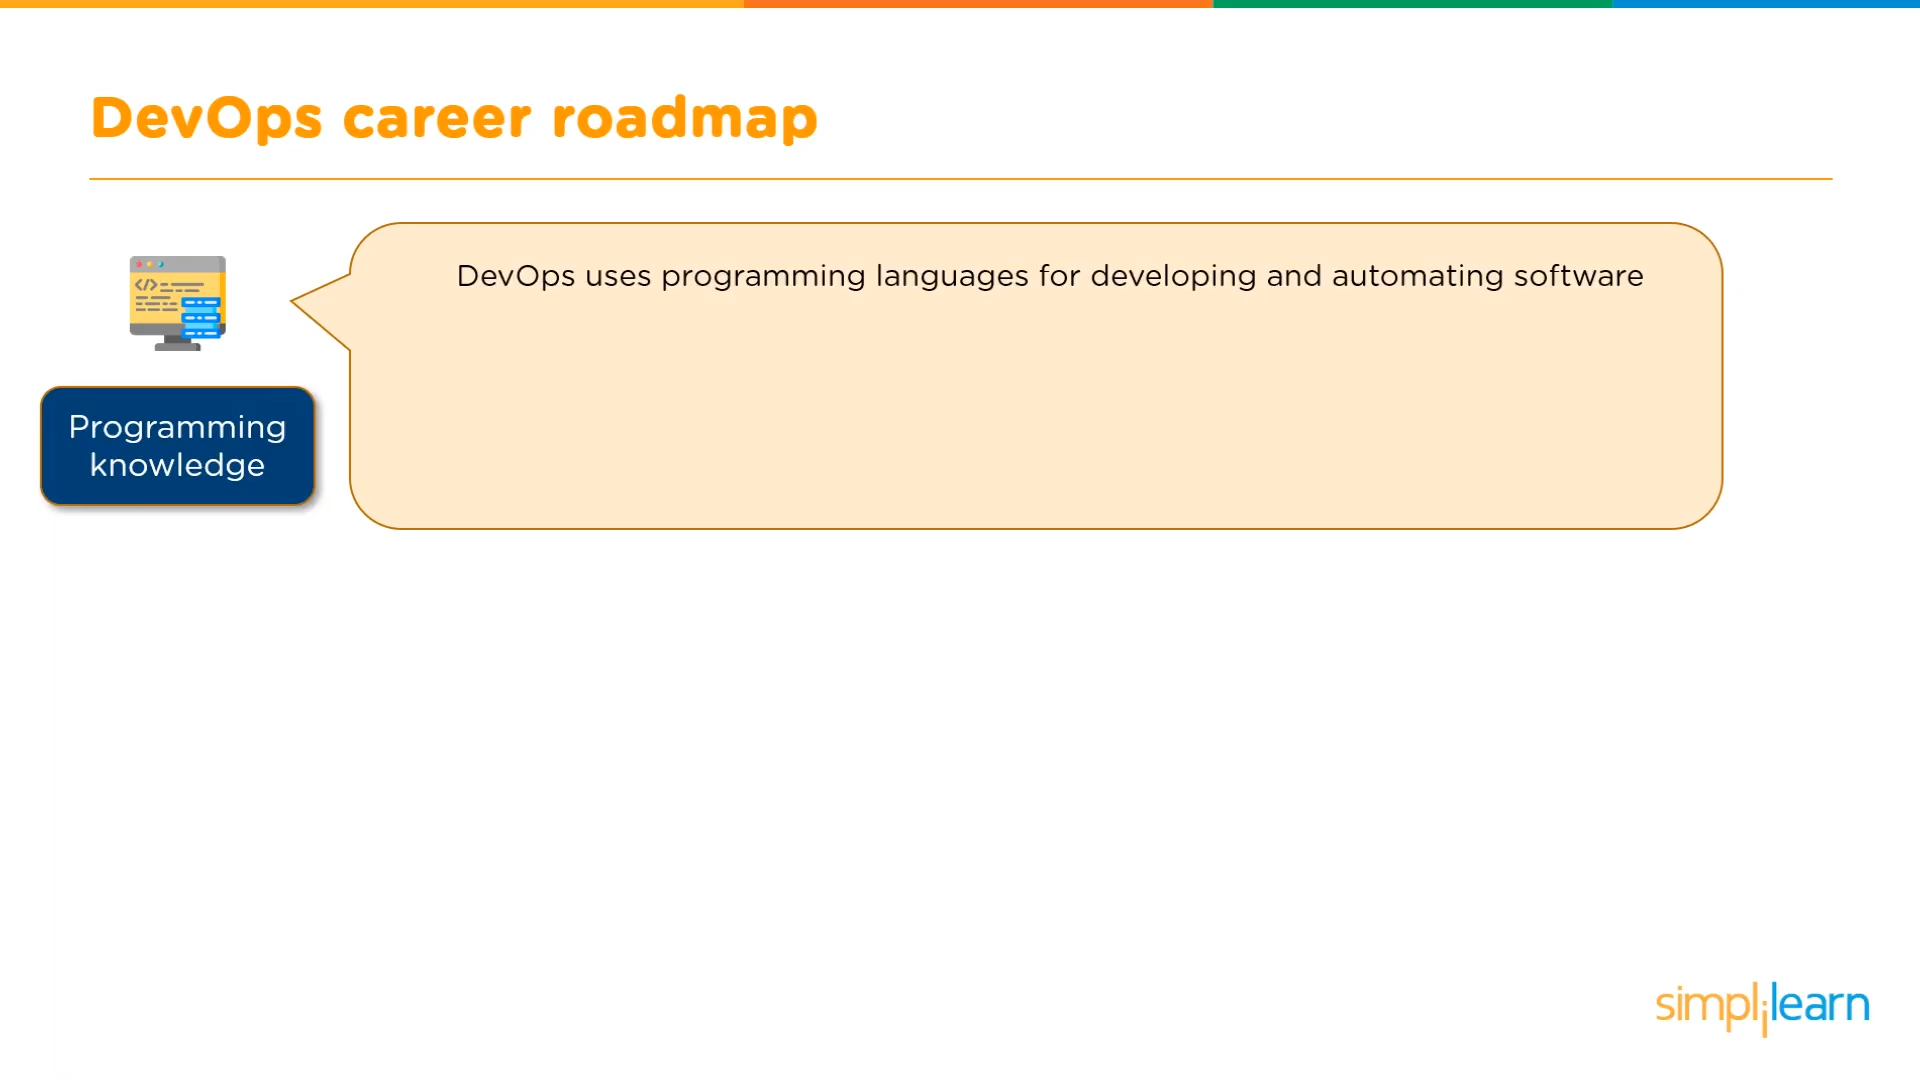 DevOps career roadmap
DevOps uses programming languages for developing and automating software
</>
Programming
knowledge
simplilearn